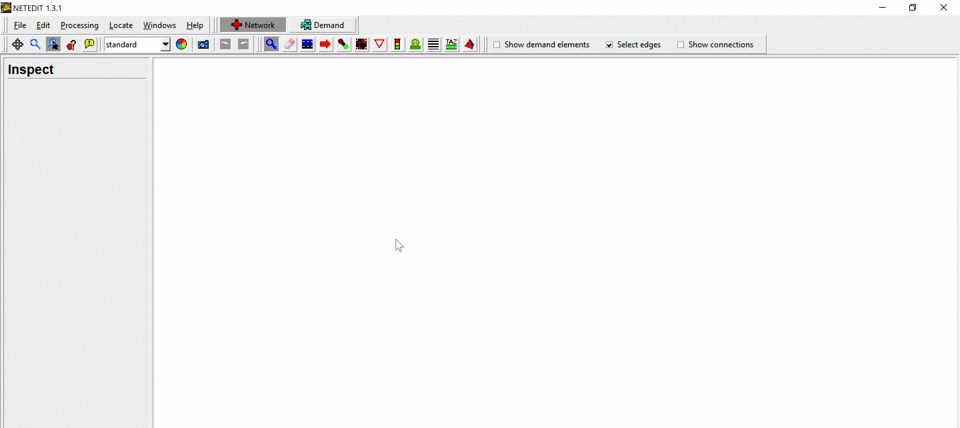 NETEDIT 1.3.1
File Edit Processing Locate Windows Help Network Demand
standard TAZ Show demand elements Select edges Show connections
Inspect